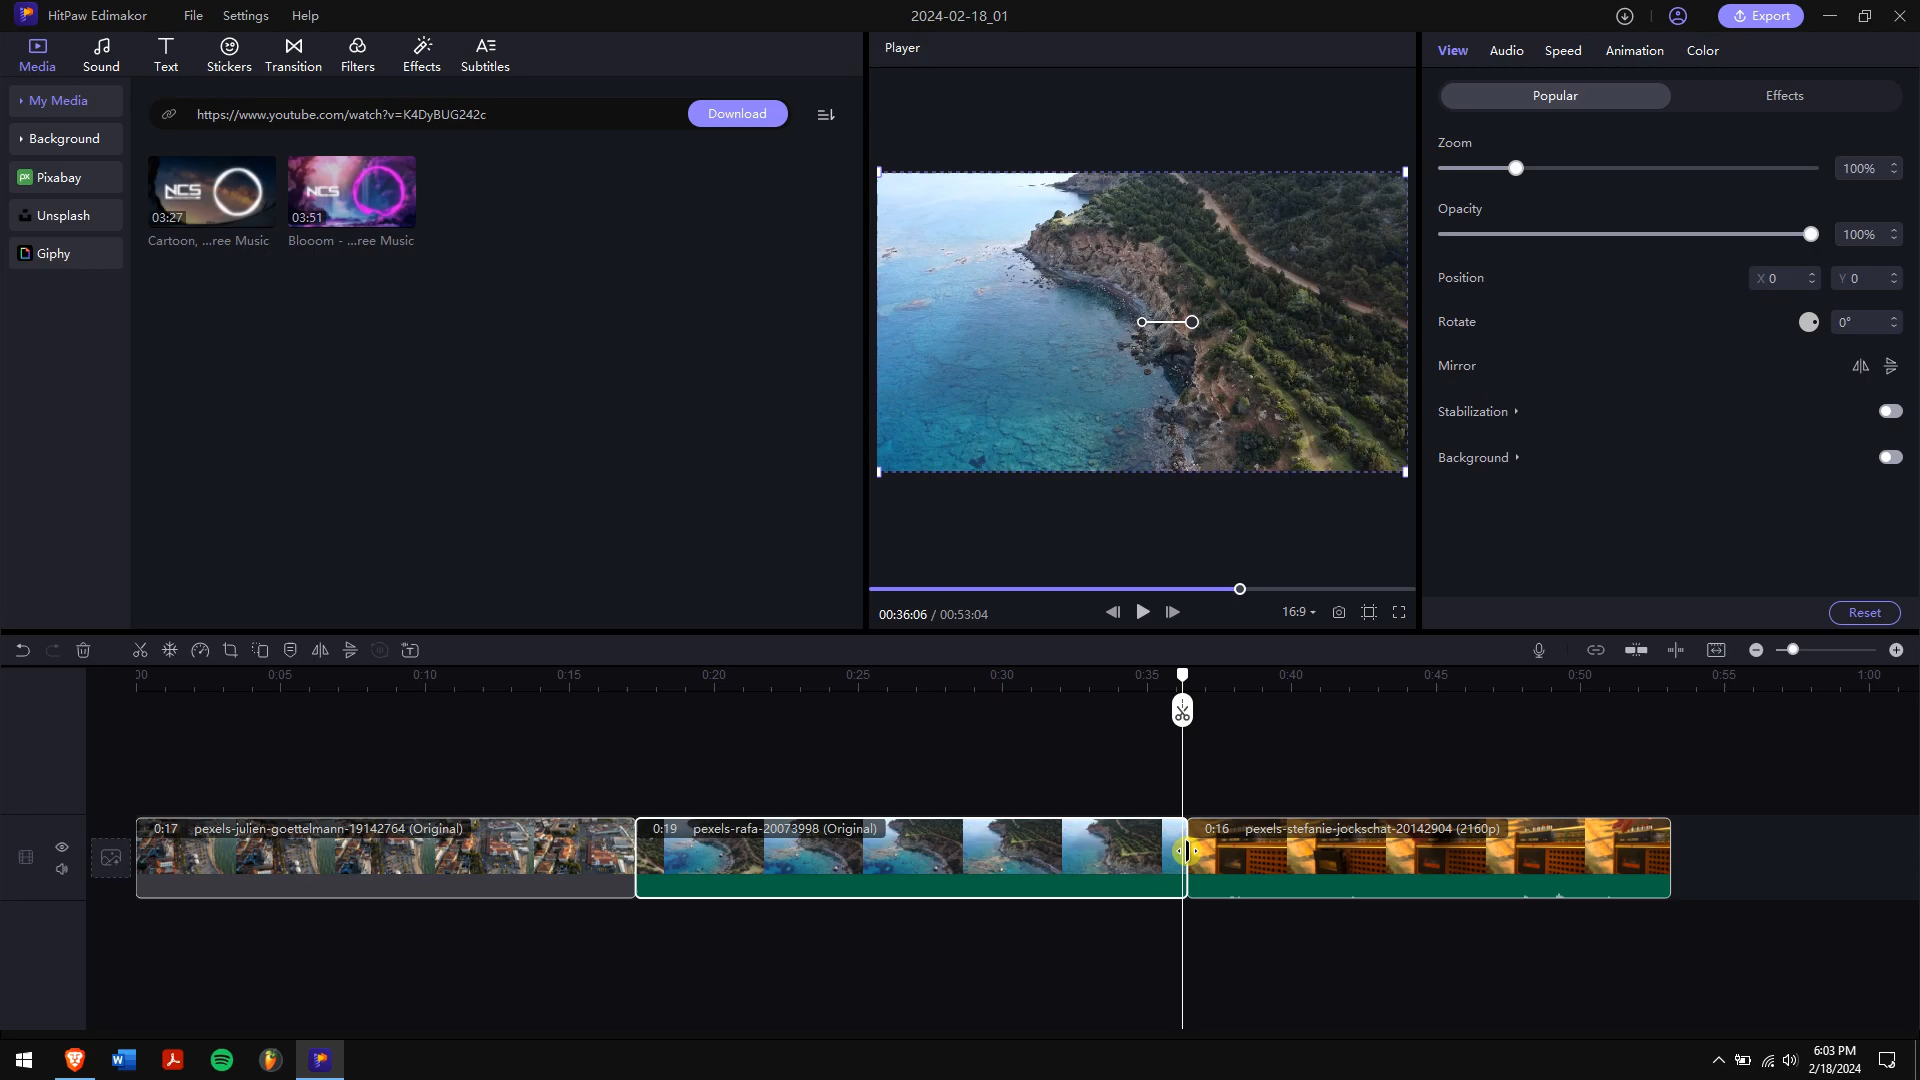 HitPaw Edimakor File Settings Help 2024-02-18_01 Export
Media Sound Text Stickers Transition Filters Effects Subtitles
Player
View Audio Speed Animation Color
My Media
Background
Pixabay
Unsplash
Giphy
https://www.youtube.com/watch?v=K4DyBUG242c Download
NCS NCS
03:27 03:51
Cartoon, ...ree Music Blooom - ...ree Music
Popular Effects
Zoom
100%
Opacity
100%
Position X 0 Y 0
Rotate 0°
Mirror
Stabilization
Background
00:36:06 / 00:53:04 16:9
Reset
00 0:05 0:10 0:15 0:20 0:25 0:30 0:35 0:40 0:45 0:50 0:55 1:00
0:17 pexels-julien-goettelmann-19142764 (Original) 0:19 pexels-rafa-20073998 (Original) 0:16 pexels-stefanie-jockschat-20142904 (2160p)
6:03 PM
2/18/2024